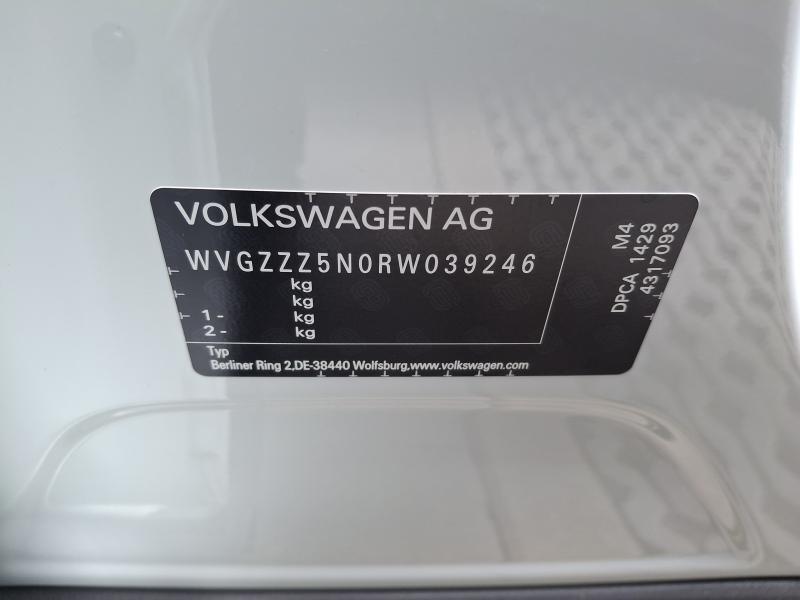 VOLKSWAGEN AG
WVGZZZ5N0RW039246
kg
kg
1 - kg
2 - kg
Typ
Berliner Ring 2,DE-38440 Wolfsburg,www.volkswagen.com
M4
DPCA 1429
4317093